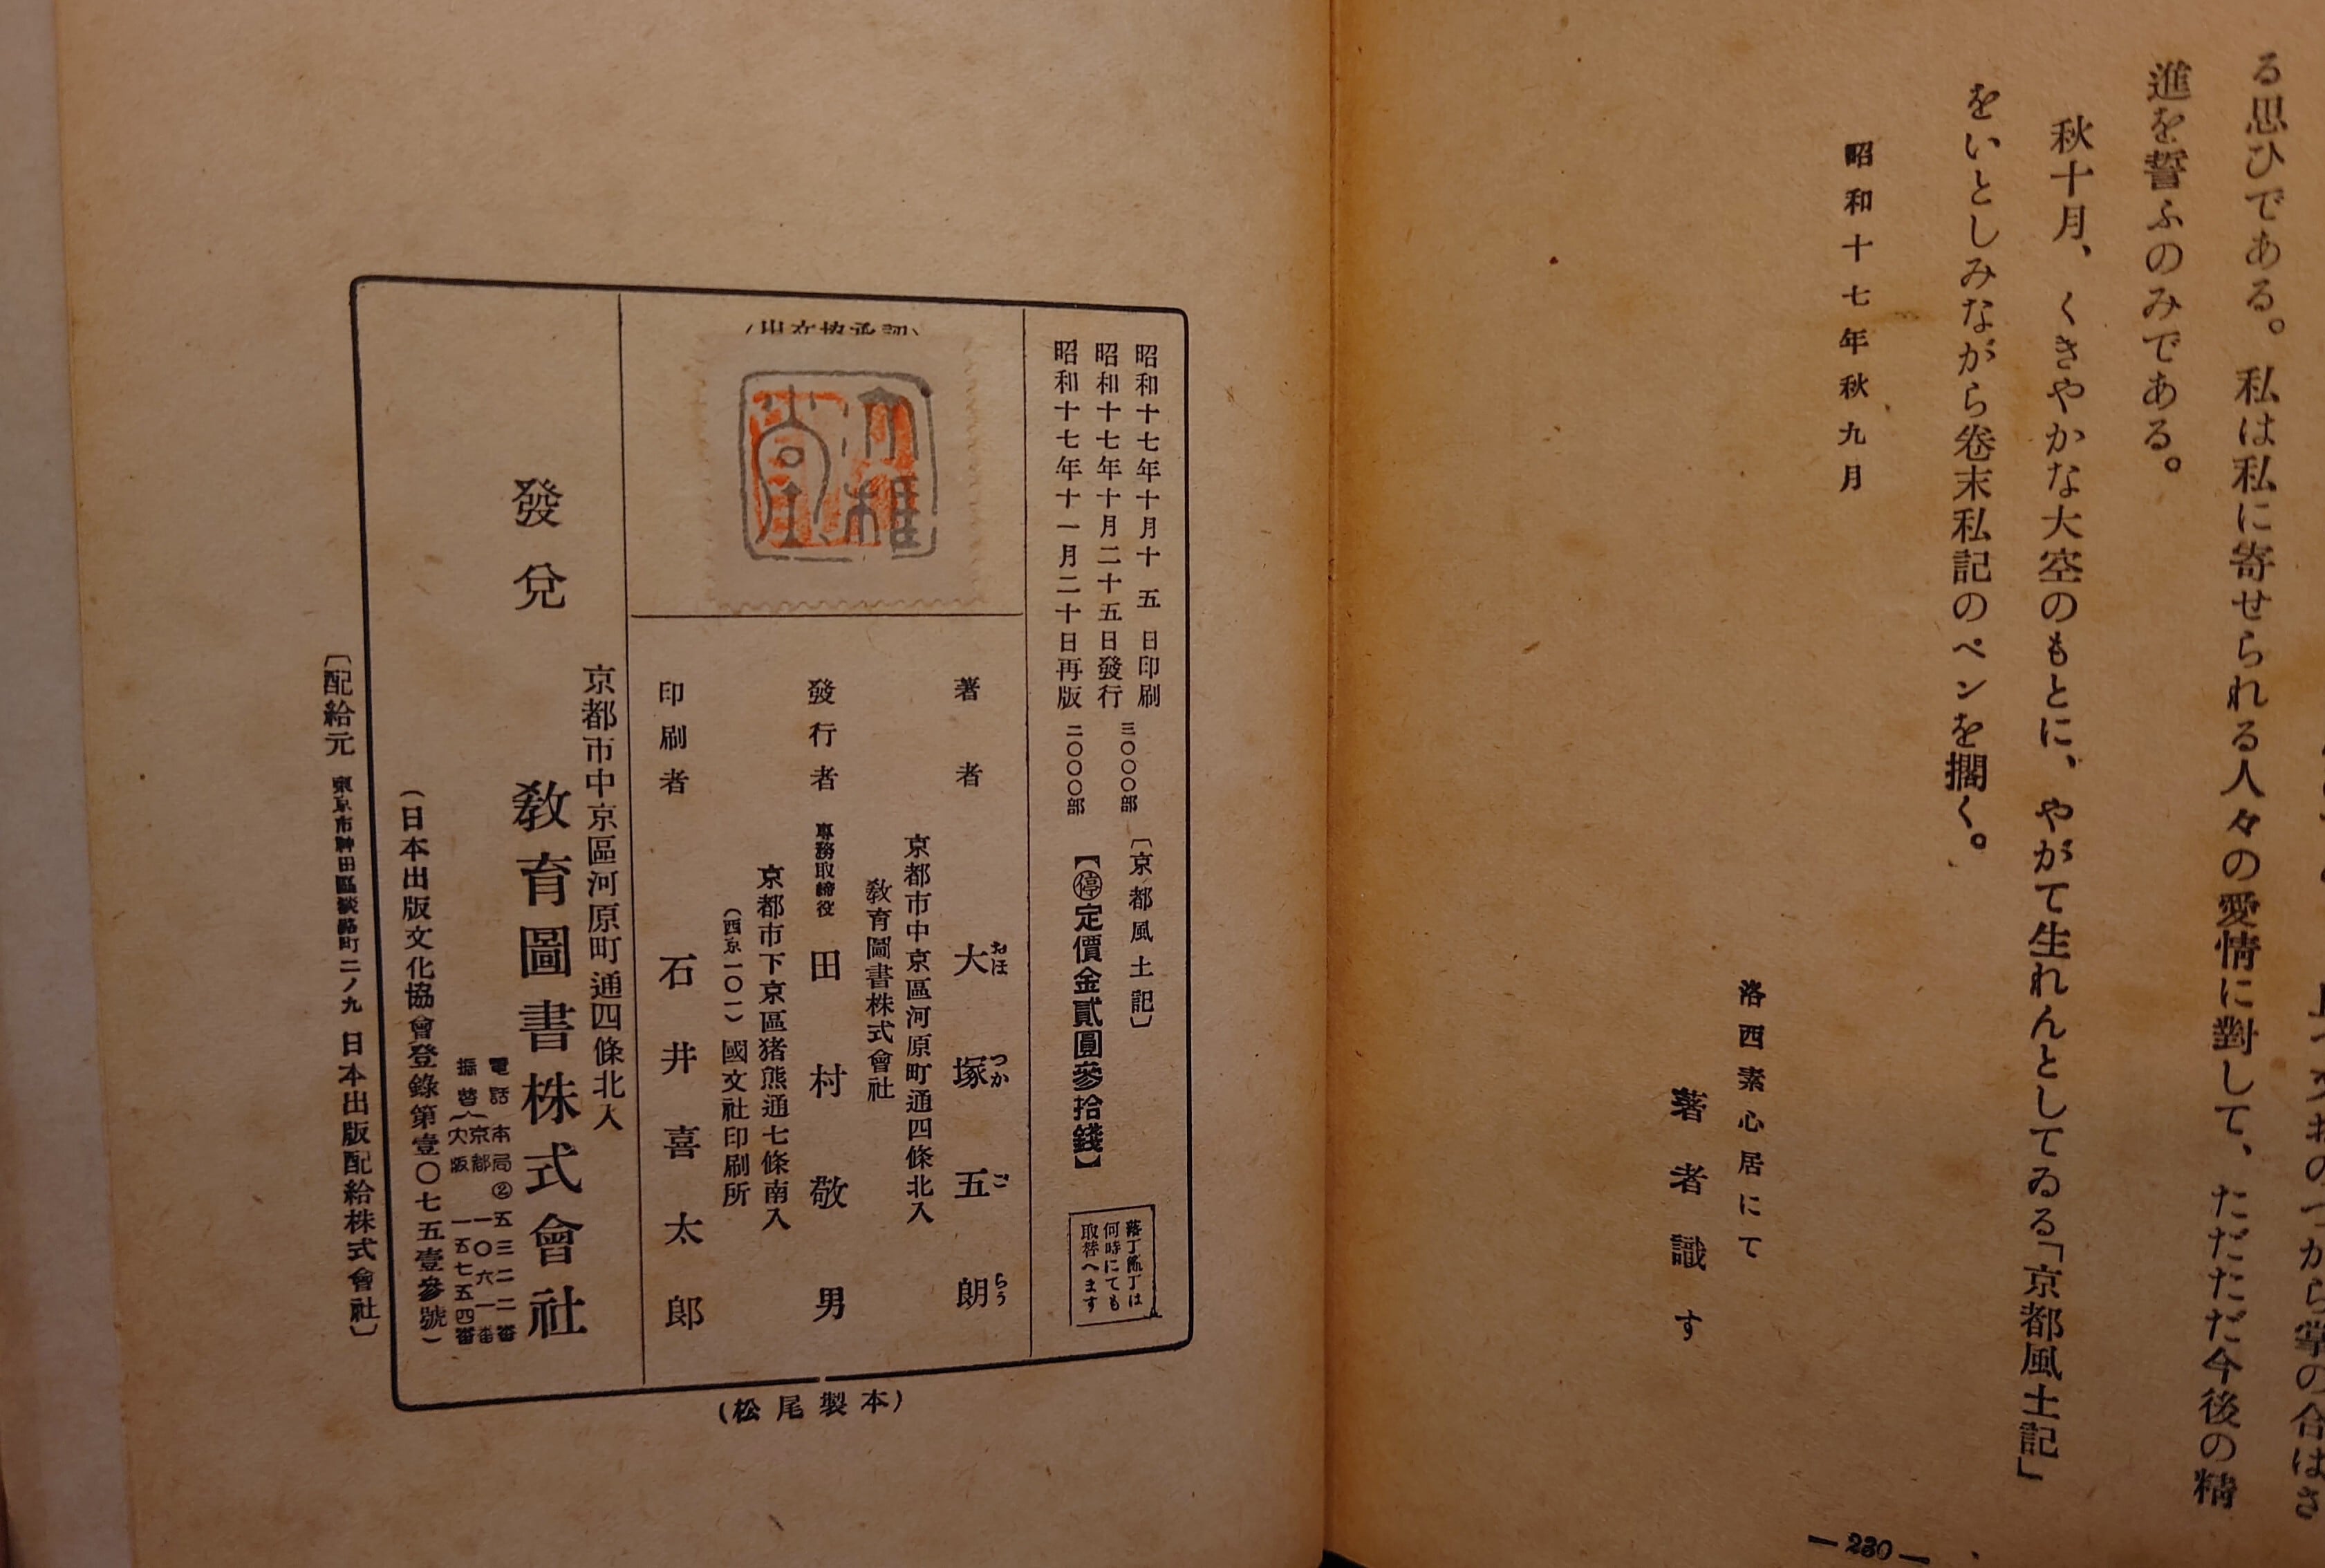 る思ひである。私は私に寄せられる人々の愛情に對して、ただただ今後の精
進を誓ふのみである。
秋十月、くきやかな大空のもとに、やがて生れんとしてゐる「京都風土記」
をいとしみながら卷末私記のペンを擱く。
昭和十七年秋九月
洛西素心居にて
著者識す
—230—
昭和十七年十月十五日印刷
昭和十七年十月二十五日發行
三〇〇〇部
昭和十七年十一月二十日再版
二〇〇〇部
〔京都風土記〕
【停定價金貳圓參拾錢】
落丁亂丁は
何時にても
取替へます
(出文協承認)
著者
大塚五朗
おほつかごらう
京都市中京區河原町通四條北入
教育圖書株式會社
發行者
專務取締役
田村敬男
京都市下京區猪熊通七條南入
(西京一〇一)國文社印刷所
印刷者
石井喜太郎
京都市中京區河原町通四條北入
發兌
教育圖書株式會社
電話本局②五三二二番
振替
京都一〇六一番
大阪一五七五四番
(日本出版文化協會登錄第壹〇七五壹參號)
〔配給元 東京市神田區淡路町二ノ九 日本出版配給株式會社〕
(松尾製本)